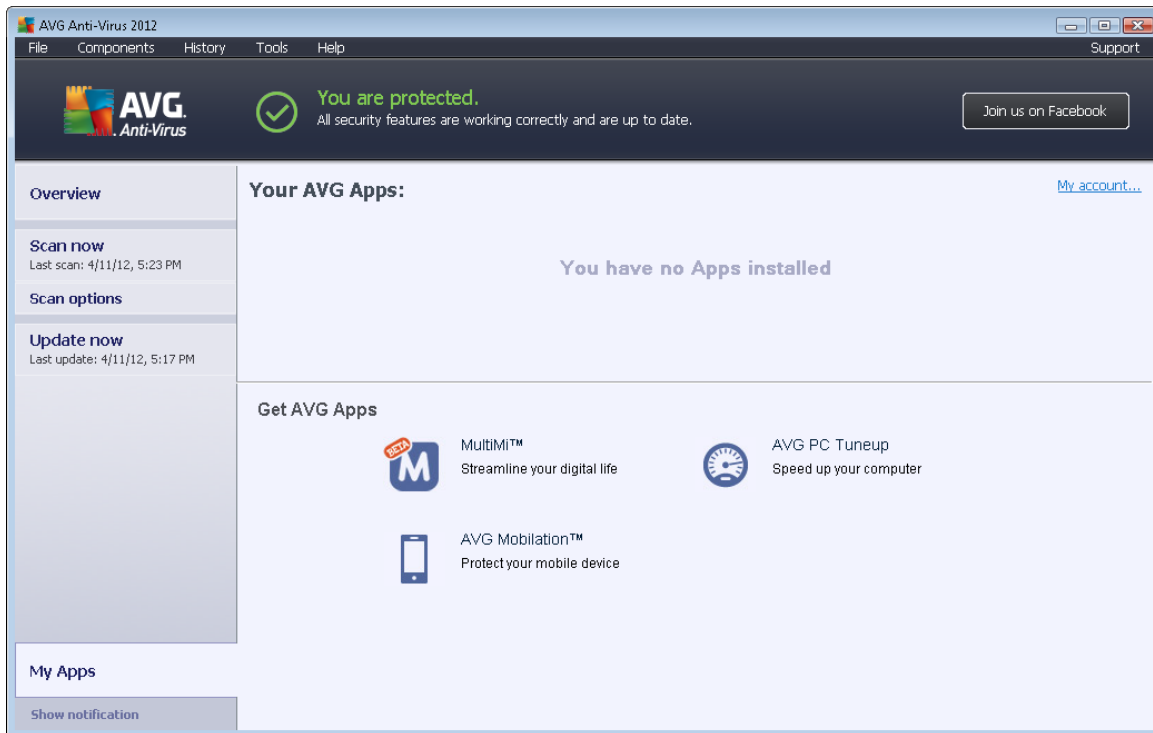 AVG Anti-Virus 2012
File Components History Tools Help Support
AVG.
Anti-Virus
You are protected.
All security features are working correctly and are up to date.
Join us on Facebook
Overview
Scan now
Last scan: 4/11/12, 5:23 PM
Scan options
Update now
Last update: 4/11/12, 5:17 PM
My Apps
Show notification
Your AVG Apps:
My account...
You have no Apps installed
Get AVG Apps
BETA
M
MultiMi™
Streamline your digital life
AVG PC Tuneup
Speed up your computer
AVG Mobilation™
Protect your mobile device